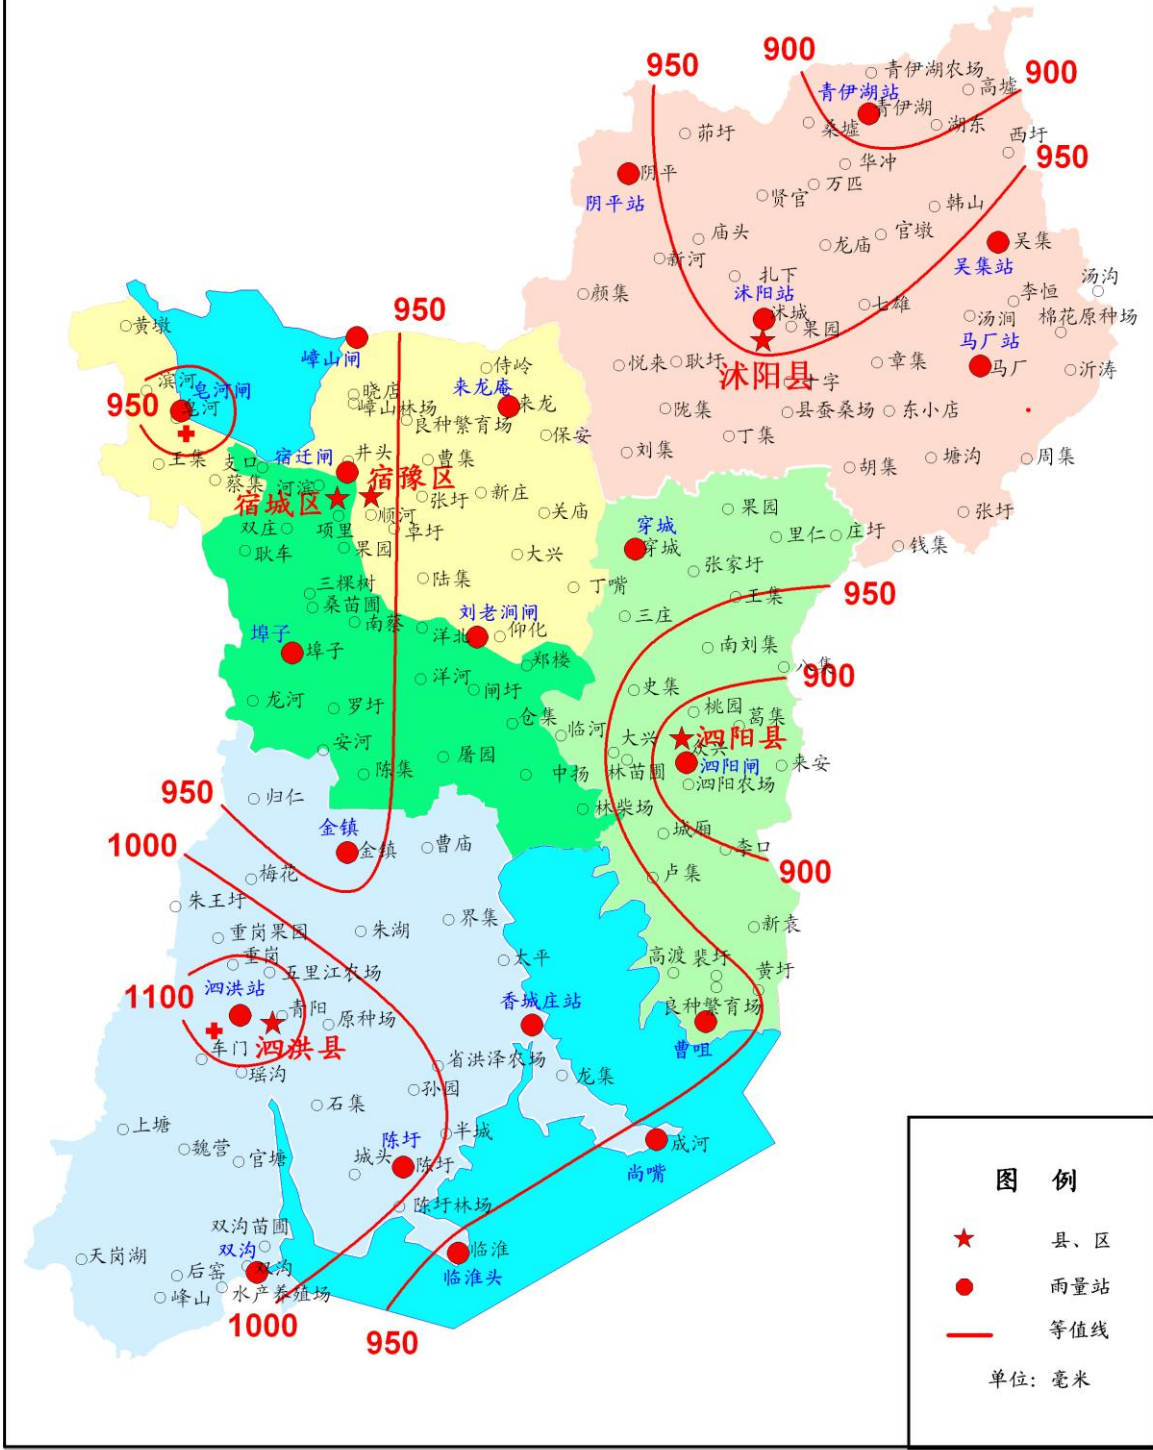 950
900
900
950
青伊湖农场
高墟
青伊湖站
青伊湖
桑墟
湖东
西圩
茆圩
华冲
阴平
万匹
贤官
阴平站
韩山
庙头
官墩
龙庙
吴集
吴集站
新河
扎下
汤沟
颜集
沭阳站
李恒
七雄
沭城
果园
汤涧
棉花原种场
马厂站
悦来
耿圩
章集
马厂
沂涛
沭阳县
十字
陇集
县蚕桑场
东小店
丁集
刘集
胡集
塘沟
周集
张圩
钱集
950
黄墩
嶂山闸
滨河
皂河闸
950
皂河
侍岭
晓店
嶂山林场
来龙庵
来龙
良种繁育场
保安
王集
支口
宿迁闸
井头
曹集
蔡集
河滨
宿豫区
宿城区
张圩
新庄
双庄
项里
顺河
卓圩
关庙
耿车
果园
大兴
三棵树
陆集
丁嘴
桑苗圃
南蔡
刘老涧闸
洋北
仰化
埠子
埠子
郑楼
洋河
闸圩
龙河
罗圩
仓集
临河
安河
屠园
陈集
中扬
果园
穿城
穿城
里仁
庄圩
张家圩
950
王集
三庄
南刘集
八集
900
史集
桃园
葛集
泗阳县
大兴
众兴
林苗圃
泗阳闸
来安
泗阳农场
林柴场
城厢
李口
900
卢集
新袁
高渡
裴圩
黄圩
良种繁育场
曹咀
950
归仁
1000
金镇
金镇
曹庙
梅花
朱王圩
界集
重岗果园
朱湖
重岗
五里江农场
太平
1100
泗洪站
青阳
原种场
香城庄站
泗洪县
车门
瑶沟
省洪泽农场
龙集
石集
孙园
上塘
半城
魏营
官塘
陈圩
城头
陈圩
成河
尚嘴
陈圩林场
双沟苗圃
天岗湖
双沟
双沟
临淮
临淮头
后窑
峰山
水产养殖场
1000
950
图 例
县、区
雨量站
等值线
单位：毫米